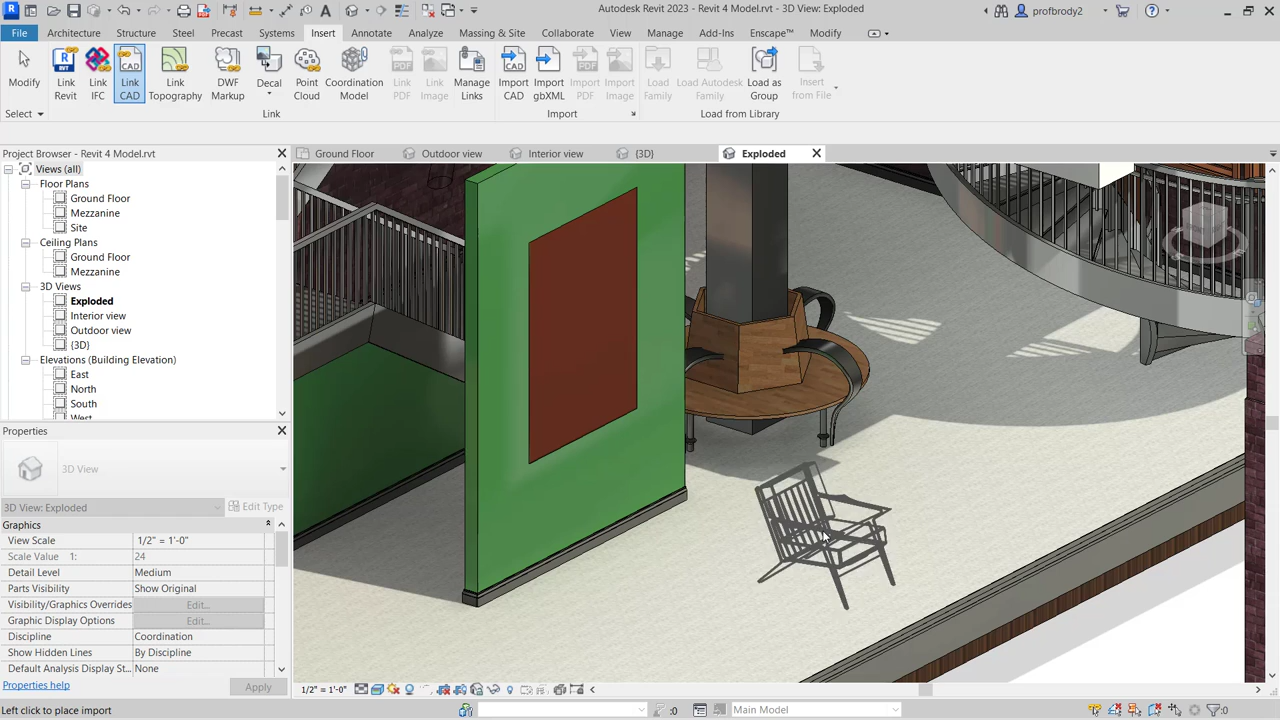 Autodesk Revit 2023 - Revit 4 Model.rvt - 3D View: Exploded
profbrody2
File Architecture Structure Steel Precast Systems Insert Annotate Analyze Massing & Site Collaborate View Manage Add-Ins Enscape™ Modify
Modify
Link Revit
Link IFC
Link CAD
Link Topography
DWF Markup
Decal
Point Cloud
Coordination Model
Link PDF
Link Image
Manage Links
Import CAD
Import gbXML
Import PDF
Import Image
Load Family
Load Autodesk Family
Load as Group
Insert from File
Select Link Import Load from Library
Project Browser - Revit 4 Model.rvt
Ground Floor Outdoor view Interior view {3D} Exploded
Views (all)
Floor Plans
Ground Floor
Mezzanine
Site
Ceiling Plans
Ground Floor
Mezzanine
3D Views
Exploded
Interior view
Outdoor view
{3D}
Elevations (Building Elevation)
East
North
South
West
Properties
3D View
3D View: Exploded Edit Type
Graphics
View Scale 1/2" = 1'-0"
Scale Value 1: 24
Detail Level Medium
Parts Visibility Show Original
Visibility/Graphics Overrides Edit...
Graphic Display Options Edit...
Discipline Coordination
Show Hidden Lines By Discipline
Default Analysis Display St... None
Properties help Apply
1/2" = 1'-0"
Left click to place import :0 Main Model :0